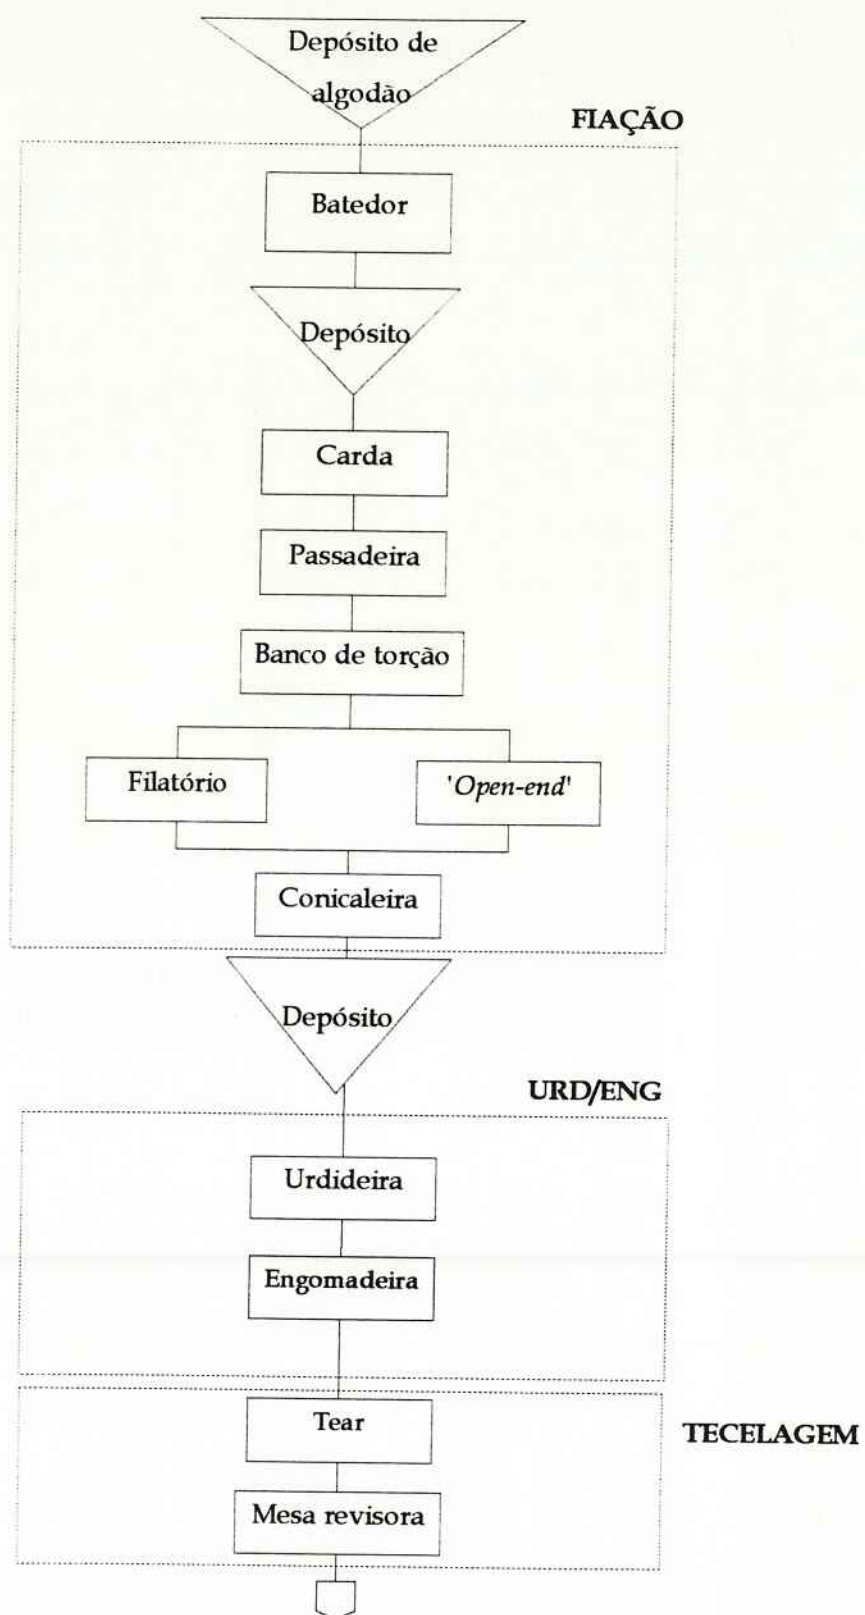 Depósito de
algodão
FIAÇÃO
Batedor
Depósito
Carda
Passadeira
Banco de torção
Filatório
'Open-end'
Conicaleira
Depósito
URD/ENG
Urdideira
Engomadeira
Tear
TECELAGEM
Mesa revisora